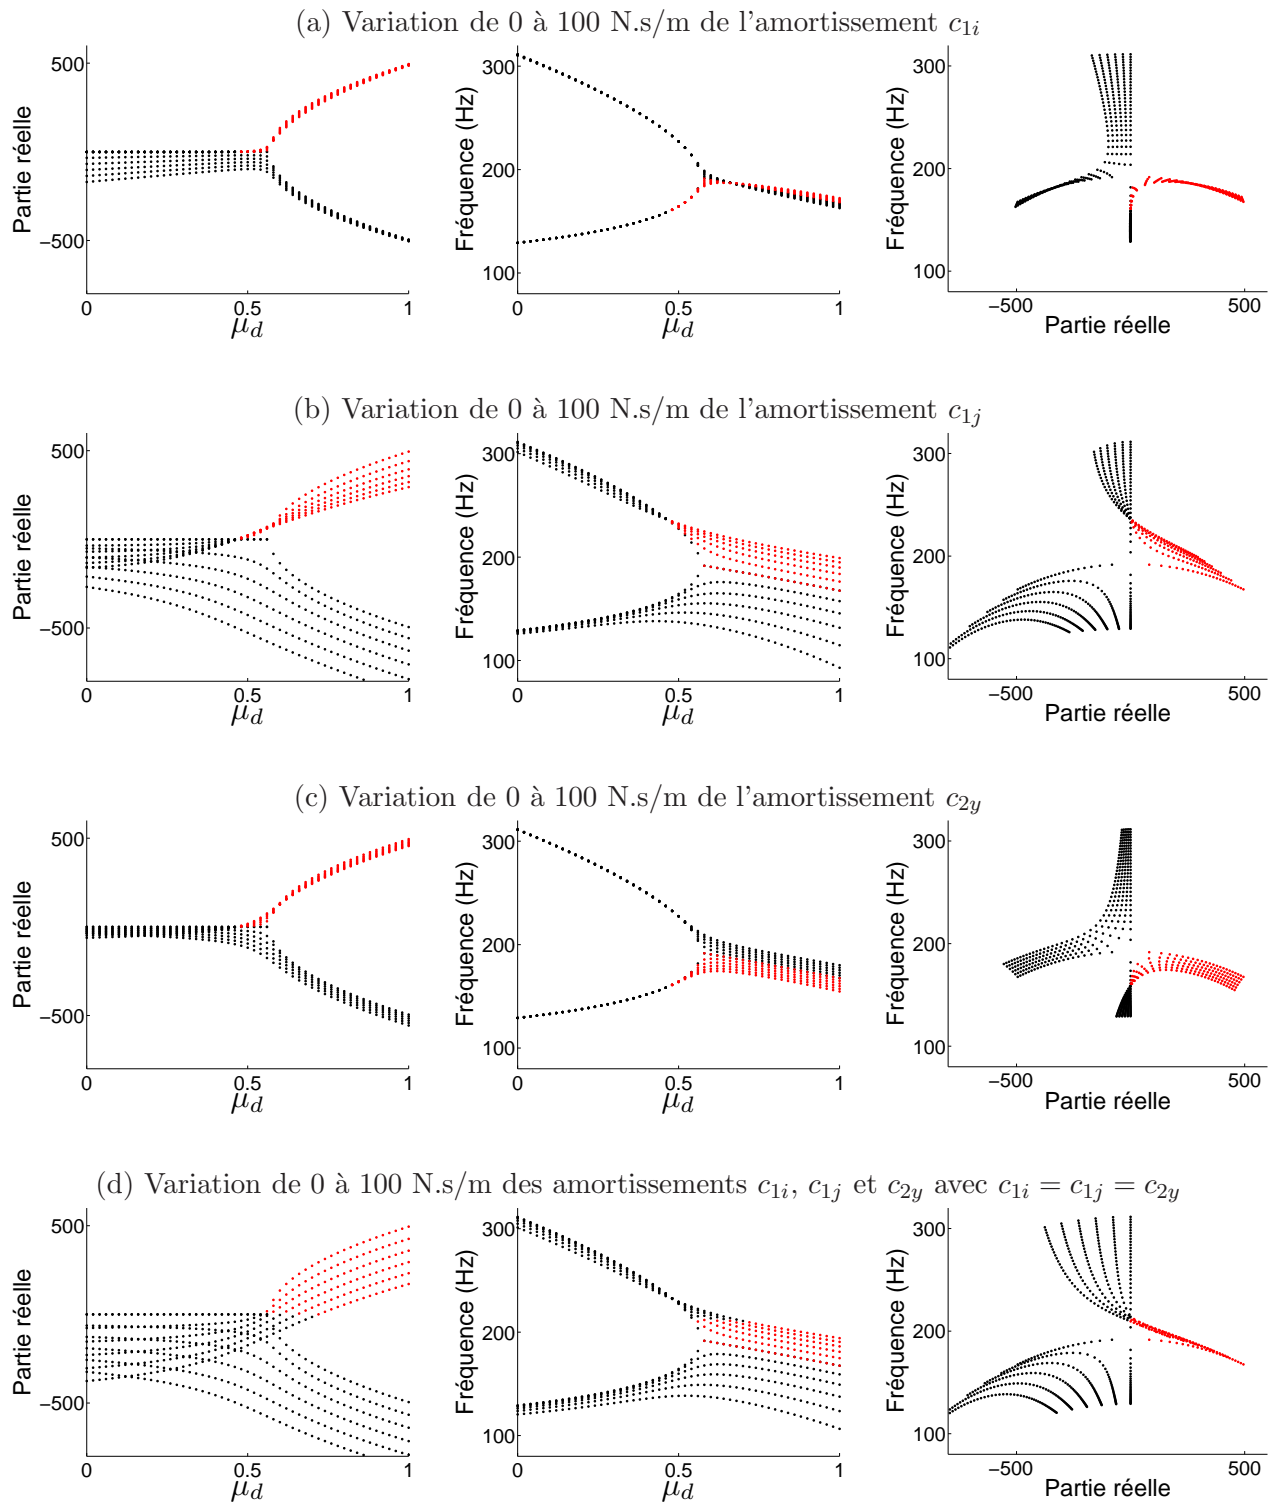 (a) Variation de 0 à 100 N.s/m de l'amortissement c1i
Partie réelle
500
−500
0
0.5
1
μd
Fréquence (Hz)
300
200
100
0
0.5
1
μd
Fréquence (Hz)
300
200
100
−500
500
Partie réelle
(b) Variation de 0 à 100 N.s/m de l'amortissement c1j
Partie réelle
500
−500
0
0.5
1
μd
Fréquence (Hz)
300
200
100
0
0.5
1
μd
Fréquence (Hz)
300
200
100
−500
500
Partie réelle
(c) Variation de 0 à 100 N.s/m de l'amortissement c2y
Partie réelle
500
−500
0
0.5
1
μd
Fréquence (Hz)
300
200
100
0
0.5
1
μd
Fréquence (Hz)
300
200
100
−500
500
Partie réelle
(d) Variation de 0 à 100 N.s/m des amortissements c1i, c1j et c2y avec c1i = c1j = c2y
Partie réelle
500
−500
0
0.5
1
μd
Fréquence (Hz)
300
200
100
0
0.5
1
μd
Fréquence (Hz)
300
200
100
−500
500
Partie réelle